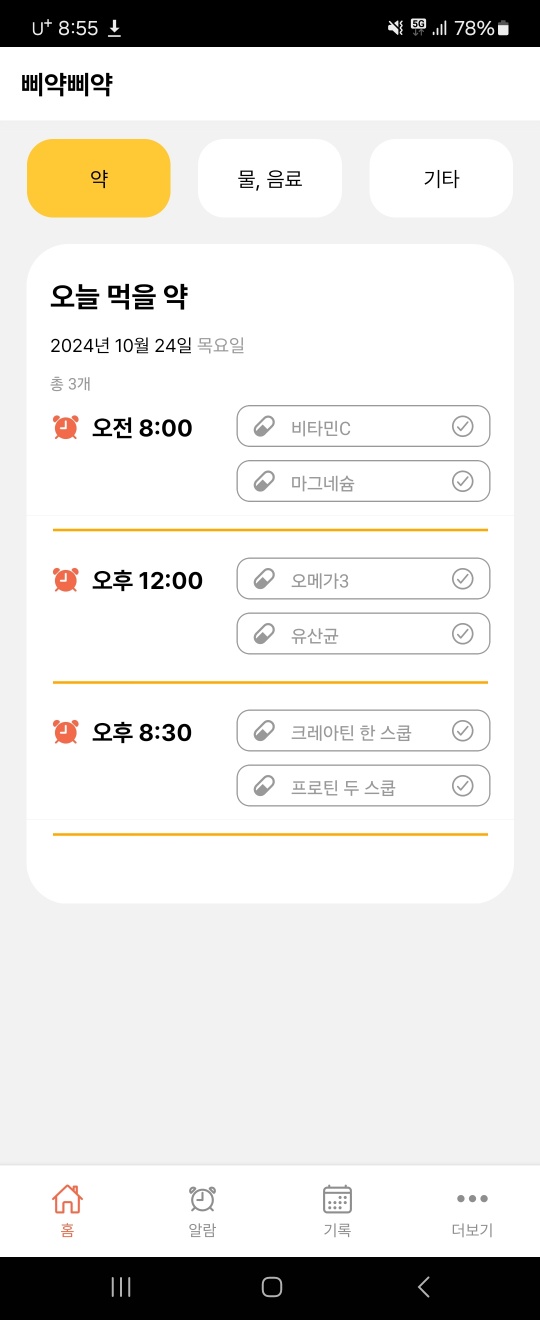 U+ 8:55
5G 78%
삐약삐약
약 물, 음료 기타
오늘 먹을 약
2024년 10월 24일 목요일
총 3개
오전 8:00 비타민C
마그네슘
오후 12:00 오메가3
유산균
오후 8:30 크레아틴 한 스쿱
프로틴 두 스쿱
홈 알람 기록 더보기